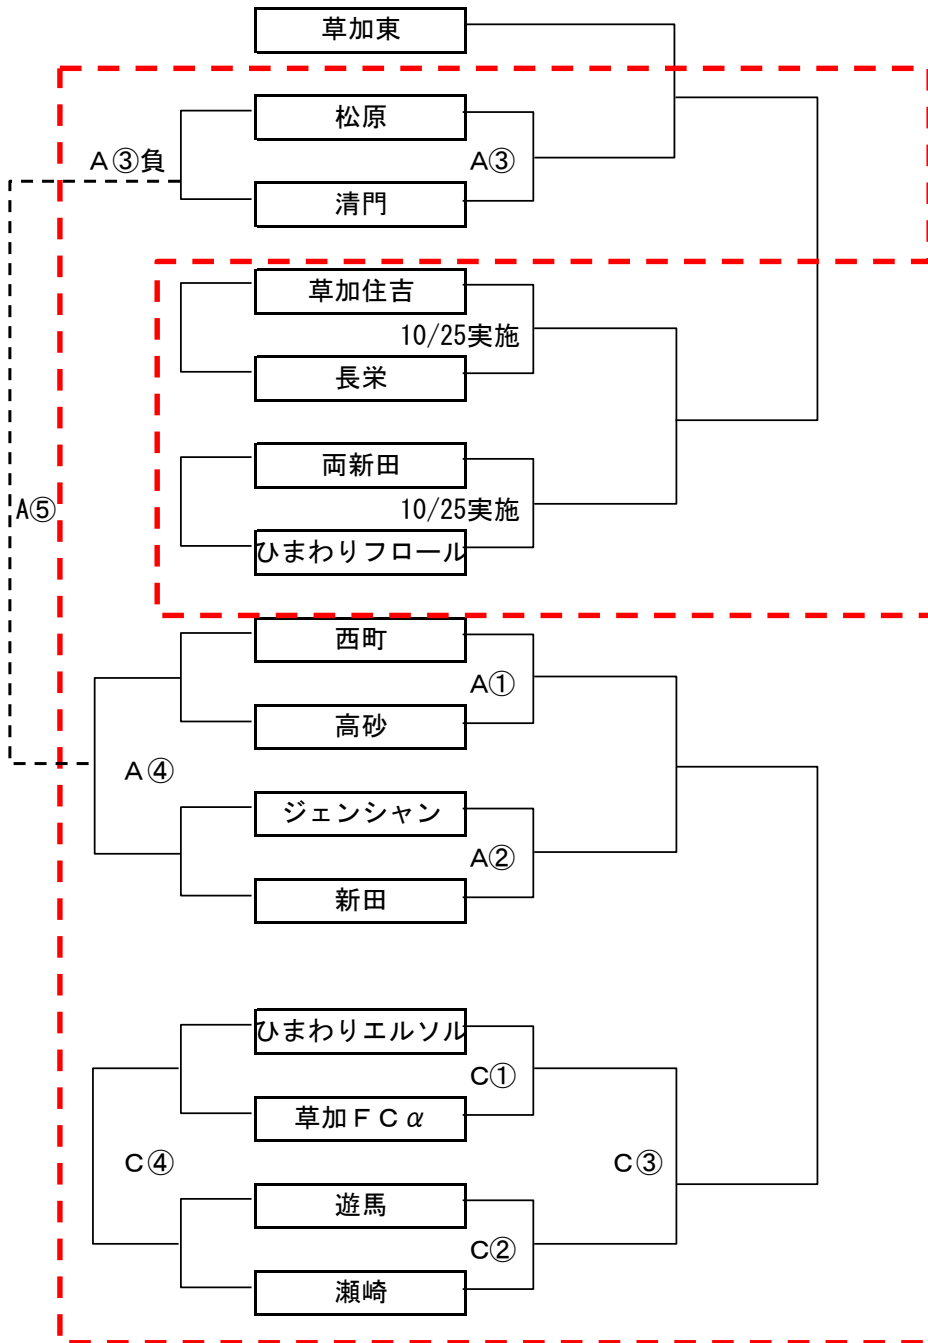 草加東
松原
Ａ③負
Ａ③
清門
草加住吉
10/25実施
長栄
両新田
A⑤
10/25実施
ひまわりフロール
西町
Ａ①
高砂
Ａ④
ジェンシャン
Ａ②
新田
ひまわりエルソル
Ｃ①
草加ＦＣα
Ｃ④
Ｃ③
遊馬
Ｃ②
瀬崎